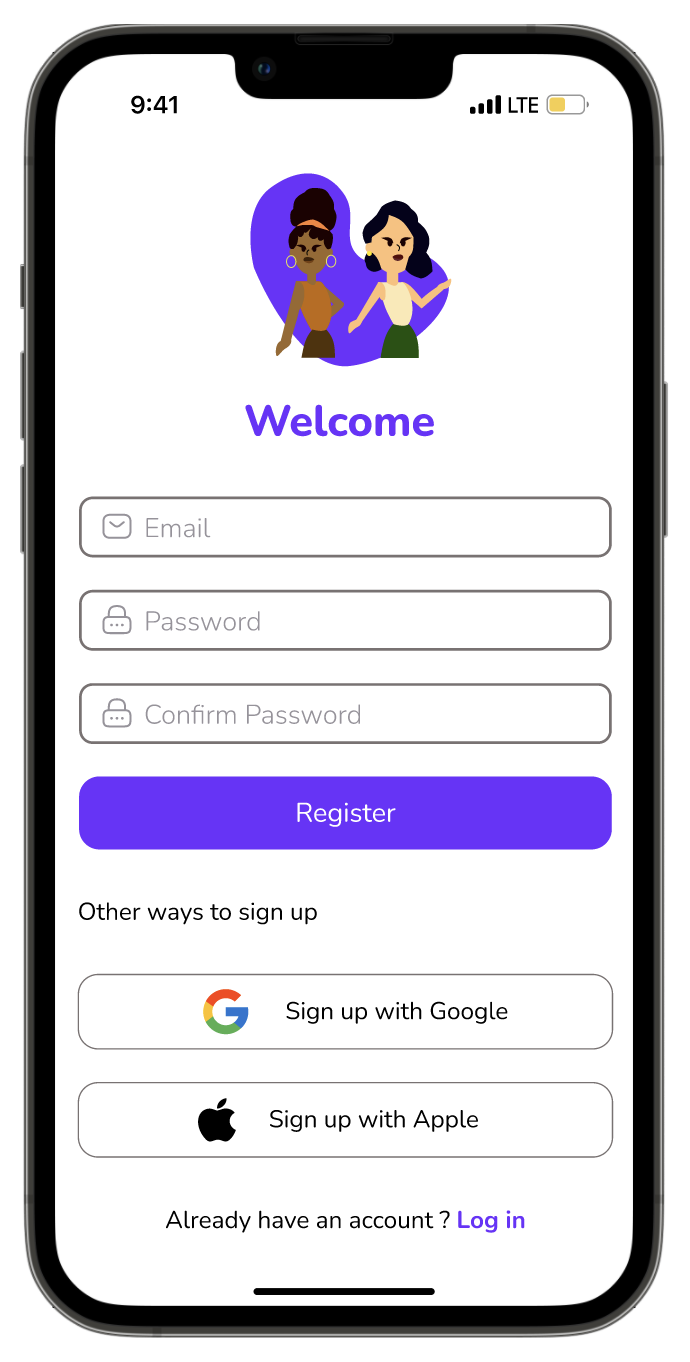 9:41 LTE
Welcome
Email
Password
Confirm Password
Register
Other ways to sign up
Sign up with Google
Sign up with Apple
Already have an account ? Log in